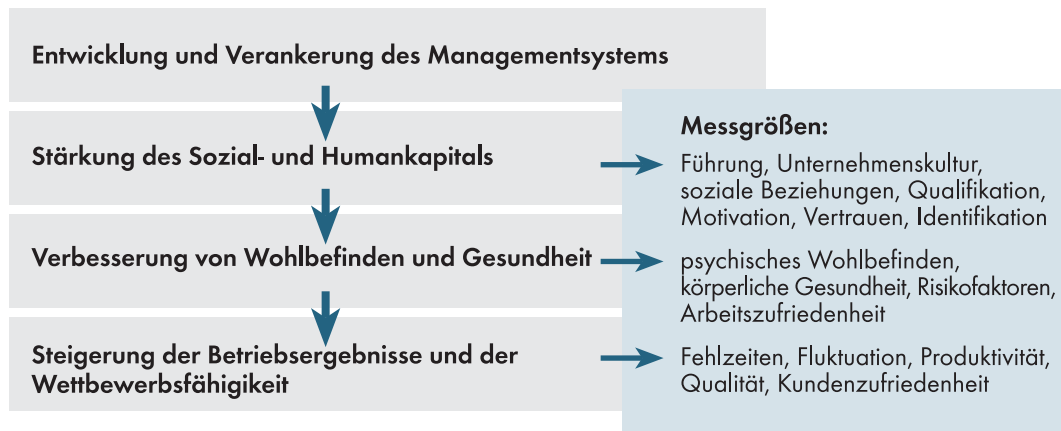 Entwicklung und Verankerung des Managementsystems
Stärkung des Sozial- und Humankapitals
Verbesserung von Wohlbefinden und Gesundheit
Steigerung der Betriebsergebnisse und der
Wettbewerbsfähigikeit
Messgrößen:
Führung, Unternehmenskultur,
soziale Beziehungen, Qualifikation,
Motivation, Vertrauen, Identifikation
psychisches Wohlbefinden,
körperliche Gesundheit, Risikofaktoren,
Arbeitszufriedenheit
Fehlzeiten, Fluktuation, Produktivität,
Qualität, Kundenzufriedenheit